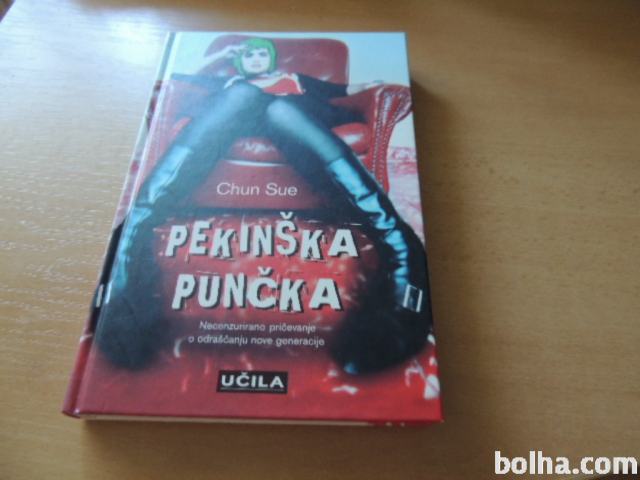 Chun Sue
PEKINŠKA
PUNČKA
Necenzurirano pričevanje
o odraščanju nove generacije
UČILA
bolha.com